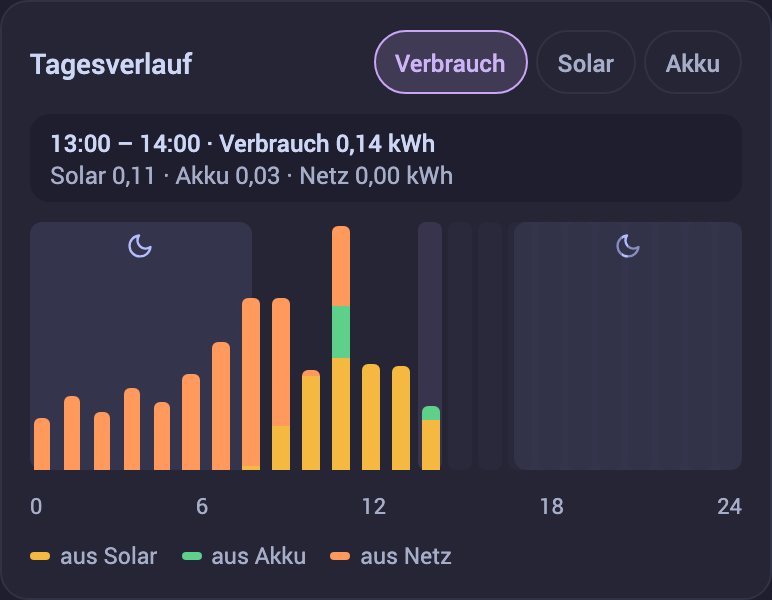 Tagesverlauf
Verbrauch
Solar
Akku
13:00 – 14:00 · Verbrauch 0,14 kWh
Solar 0,11 · Akku 0,03 · Netz 0,00 kWh
0 6 12 18 24
aus Solar aus Akku aus Netz